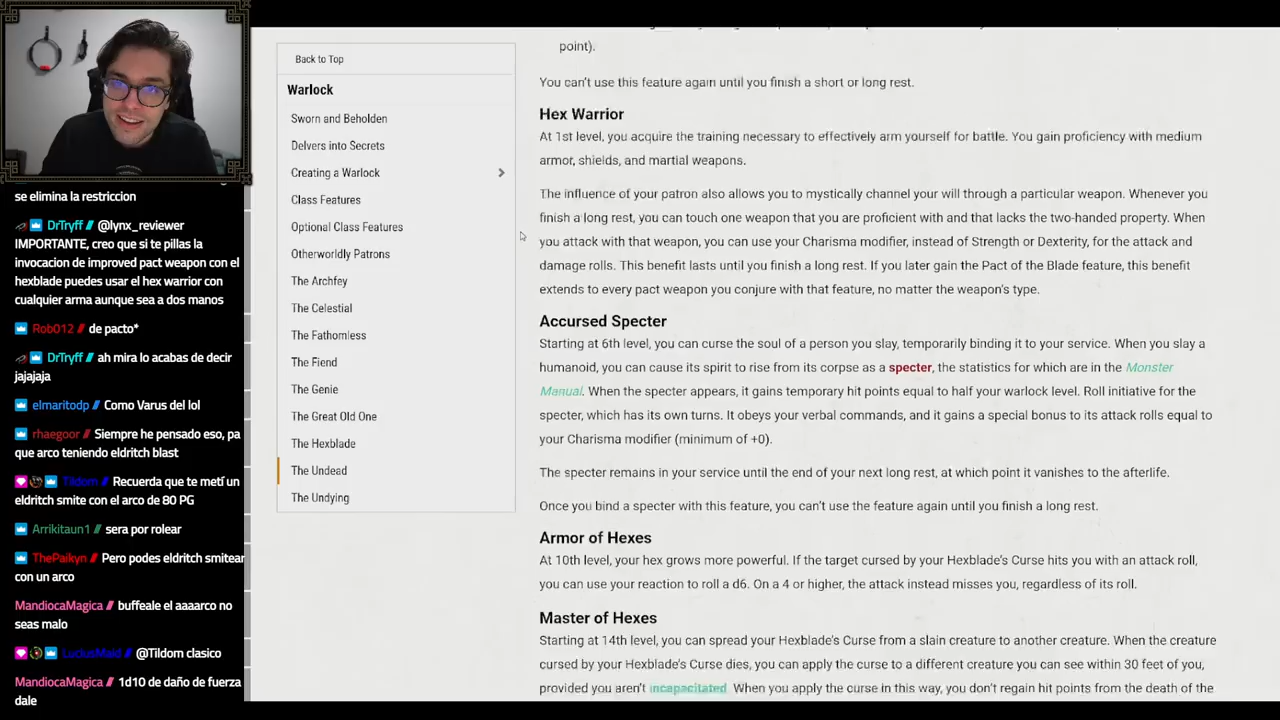 se elimina la restriccion
DrTryff // @lynx_reviewer
IMPORTANTE, creo que si te pillas la
invocacion de improved pact weapon con el
hexblade puedes usar el hex warrior con
cualquier arma aunque sea a dos manos
Rob012 // de pacto*
DrTryff // ah mira lo acabas de decir
jajajaja
elmaritodp // Como Varus del lol
rhaegoor // Siempre he pensado eso, pa
que arco teniendo eldritch blast
Tildom // Recuerda que te metí un
eldritch smite con el arco de 80 PG
Arrikitaun1 // sera por rolear
ThePaikyn // Pero podes eldritch smitear
con un arco
MandiocaMagica // buffeale el aaaarco no
seas malo
LuciusMaid // @Tildom clasico
MandiocaMagica // 1d10 de daño de fuerza
dale
Back to Top
Warlock
Sworn and Beholden
Delvers into Secrets
Creating a Warlock
Class Features
Optional Class Features
Otherworldly Patrons
The Archfey
The Celestial
The Fathomless
The Fiend
The Genie
The Great Old One
The Hexblade
The Undead
The Undying
point).
You can't use this feature again until you finish a short or long rest.
Hex Warrior
At 1st level, you acquire the training necessary to effectively arm yourself for battle. You gain proficiency with medium
armor, shields, and martial weapons.
The influence of your patron also allows you to mystically channel your will through a particular weapon. Whenever you
finish a long rest, you can touch one weapon that you are proficient with and that lacks the two-handed property. When
you attack with that weapon, you can use your Charisma modifier, instead of Strength or Dexterity, for the attack and
damage rolls. This benefit lasts until you finish a long rest. If you later gain the Pact of the Blade feature, this benefit
extends to every pact weapon you conjure with that feature, no matter the weapon's type.
Accursed Specter
Starting at 6th level, you can curse the soul of a person you slay, temporarily binding it to your service. When you slay a
humanoid, you can cause its spirit to rise from its corpse as a specter, the statistics for which are in the Monster
Manual. When the specter appears, it gains temporary hit points equal to half your warlock level. Roll initiative for the
specter, which has its own turns. It obeys your verbal commands, and it gains a special bonus to its attack rolls equal to
your Charisma modifier (minimum of +0).
The specter remains in your service until the end of your next long rest, at which point it vanishes to the afterlife.
Once you bind a specter with this feature, you can't use the feature again until you finish a long rest.
Armor of Hexes
At 10th level, your hex grows more powerful. If the target cursed by your Hexblade's Curse hits you with an attack roll,
you can use your reaction to roll a d6. On a 4 or higher, the attack instead misses you, regardless of its roll.
Master of Hexes
Starting at 14th level, you can spread your Hexblade's Curse from a slain creature to another creature. When the creature
cursed by your Hexblade's Curse dies, you can apply the curse to a different creature you can see within 30 feet of you,
provided you aren't incapacitated. When you apply the curse in this way, you don't regain hit points from the death of the